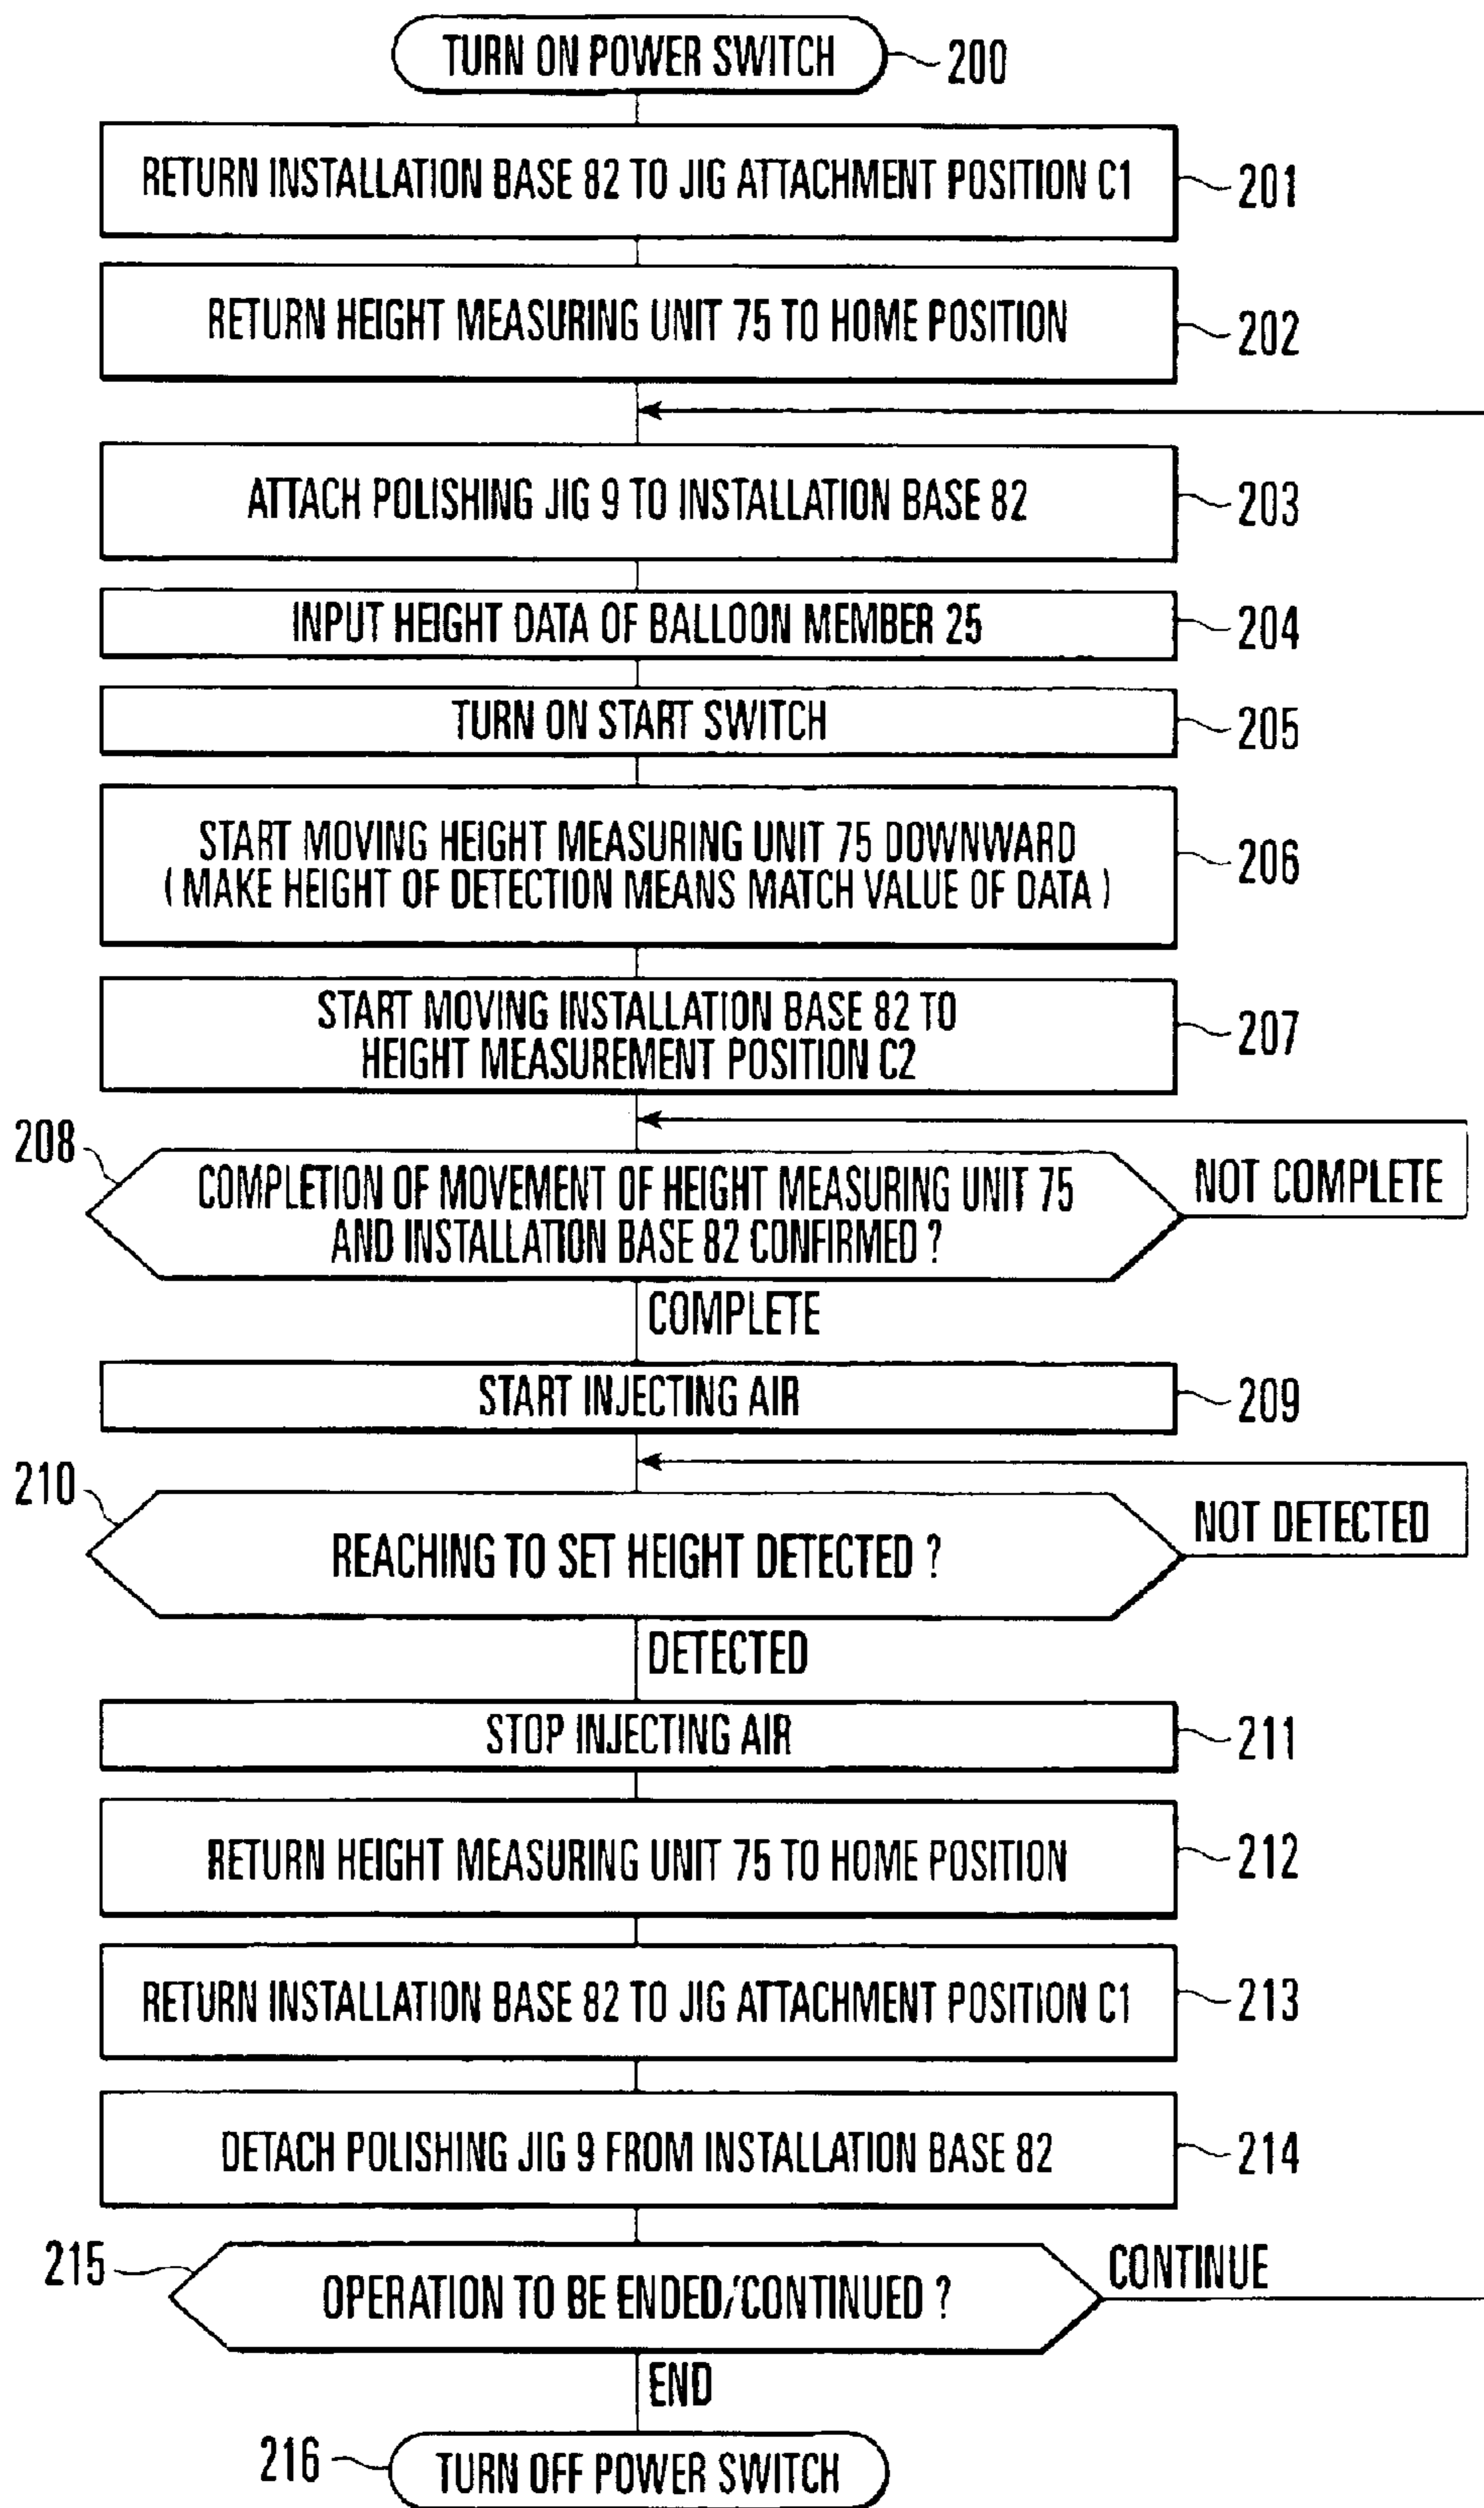 TURN ON POWER SWITCH
200
RETURN INSTALLATION BASE 82 TO JIG ATTACHMENT POSITION C1
201
RETURN HEIGHT MEASURING UNIT 75 TO HOME POSITION
202
ATTACH POLISHING JIG 9 TO INSTALLATION BASE 82
203
INPUT HEIGHT DATA OF BALLOON MEMBER 25
204
TURN ON START SWITCH
205
START MOVING HEIGHT MEASURING UNIT 75 DOWNWARD
(MAKE HEIGHT OF DETECTION MEANS MATCH VALUE OF DATA)
206
START MOVING INSTALLATION BASE 82 TO
HEIGHT MEASUREMENT POSITION C2
207
208
COMPLETION OF MOVEMENT OF HEIGHT MEASURING UNIT 75
AND INSTALLATION BASE 82 CONFIRMED ?
NOT COMPLETE
COMPLETE
START INJECTING AIR
209
210
REACHING TO SET HEIGHT DETECTED ?
NOT DETECTED
DETECTED
STOP INJECTING AIR
211
RETURN HEIGHT MEASURING UNIT 75 TO HOME POSITION
212
RETURN INSTALLATION BASE 82 TO JIG ATTACHMENT POSITION C1
213
DETACH POLISHING JIG 9 FROM INSTALLATION BASE 82
214
215
OPERATION TO BE ENDED/CONTINUED ?
CONTINUE
END
216
TURN OFF POWER SWITCH